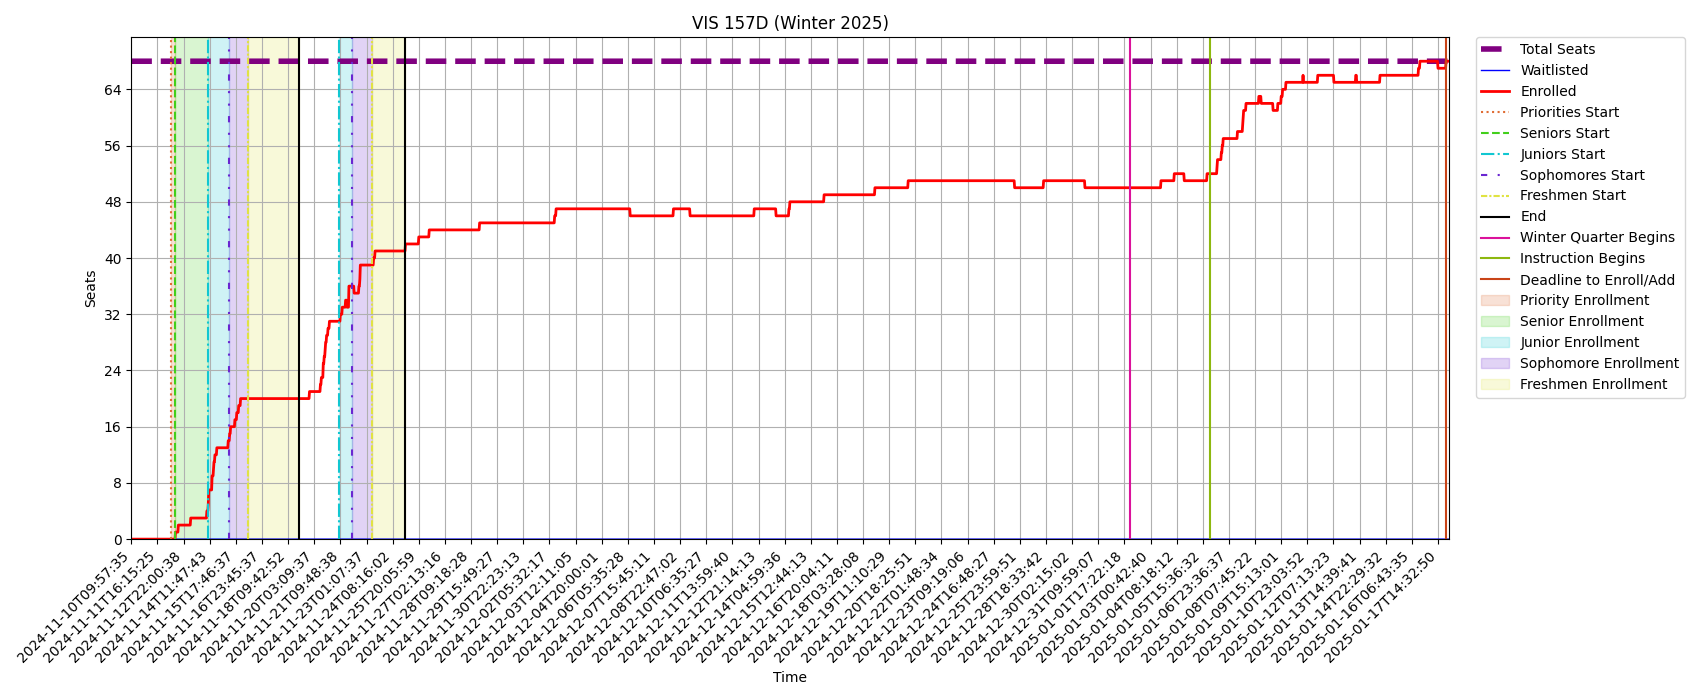 VIS 157D (Winter 2025)
Total Seats
Waitlisted
Enrolled
Priorities Start
Seniors Start
Juniors Start
Sophomores Start
Freshmen Start
End
Winter Quarter Begins
Instruction Begins
Deadline to Enroll/Add
Priority Enrollment
Senior Enrollment
Junior Enrollment
Sophomore Enrollment
Freshmen Enrollment
Seats
64
56
48
40
32
24
16
8
0
2024-11-10T09:57:35
2024-11-11T16:15:25
2024-11-12T22:00:38
2024-11-14T11:47:43
2024-11-15T17:46:37
2024-11-16T23:45:37
2024-11-18T09:42:52
2024-11-20T03:09:37
2024-11-21T09:48:38
2024-11-23T01:07:37
2024-11-24T08:16:02
2024-11-25T20:05:59
2024-11-27T02:13:16
2024-11-28T08:18:28
2024-11-29T15:49:27
2024-11-30T22:23:13
2024-12-02T05:32:17
2024-12-03T12:11:05
2024-12-04T20:00:01
2024-12-06T05:35:28
2024-12-07T15:45:11
2024-12-08T22:47:02
2024-12-10T06:35:27
2024-12-11T13:59:40
2024-12-12T21:14:13
2024-12-14T04:59:36
2024-12-15T12:44:13
2024-12-16T20:04:11
2024-12-18T03:28:08
2024-12-19T11:10:29
2024-12-20T18:25:51
2024-12-22T01:48:34
2024-12-23T09:19:06
2024-12-24T16:48:27
2024-12-25T23:59:51
2024-12-28T18:33:42
2024-12-30T02:15:02
2024-12-31T09:59:07
2025-01-01T17:22:18
2025-01-03T00:42:40
2025-01-04T08:18:12
2025-01-05T15:36:32
2025-01-06T23:36:37
2025-01-08T07:45:22
2025-01-09T15:13:01
2025-01-10T23:03:52
2025-01-12T07:13:23
2025-01-13T14:39:41
2025-01-14T22:29:32
2025-01-16T06:43:35
2025-01-17T14:32:50
Time